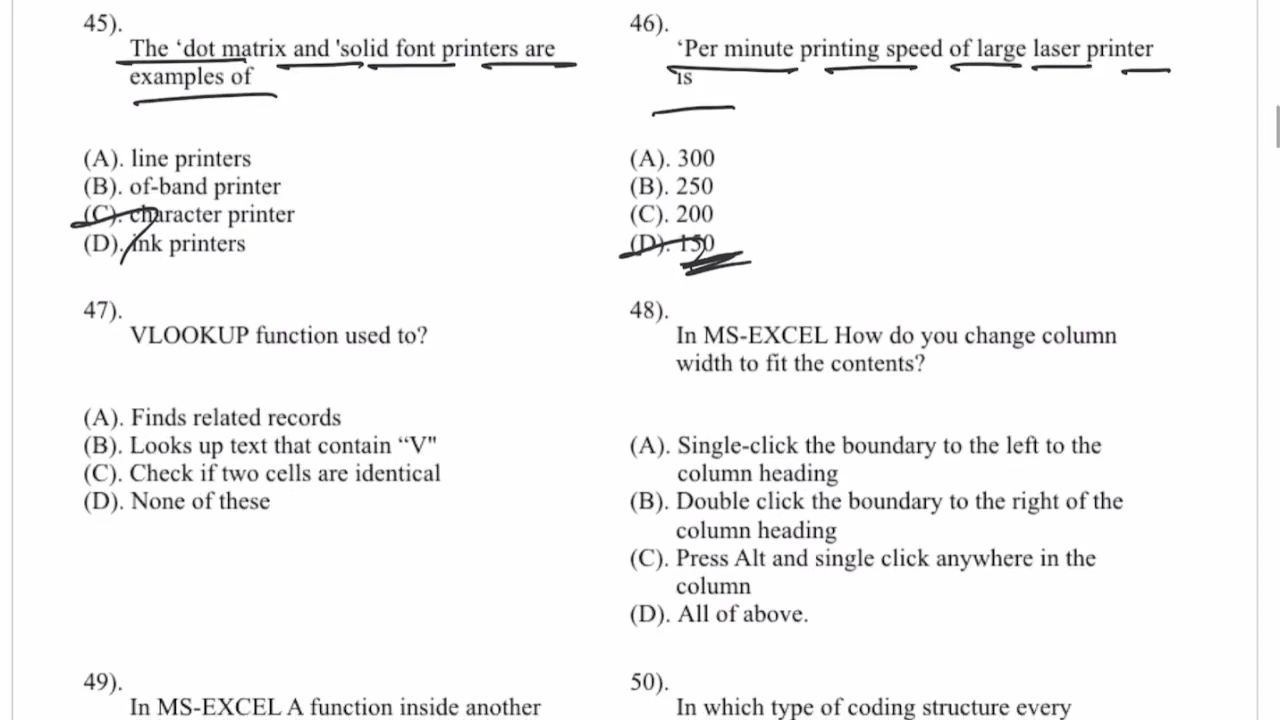 45).
The ‘dot matrix and 'solid font printers are
examples of
(A). line printers
(B). of-band printer
(C). character printer
(D). ink printers
46).
‘Per minute printing speed of large laser printer
is
(A). 300
(B). 250
(C). 200
(D). 150
47).
VLOOKUP function used to?
(A). Finds related records
(B). Looks up text that contain “V"
(C). Check if two cells are identical
(D). None of these
48).
In MS-EXCEL How do you change column
width to fit the contents?
(A). Single-click the boundary to the left to the
column heading
(B). Double click the boundary to the right of the
column heading
(C). Press Alt and single click anywhere in the
column
(D). All of above.
49).
In MS-EXCEL A function inside another
50).
In which type of coding structure every